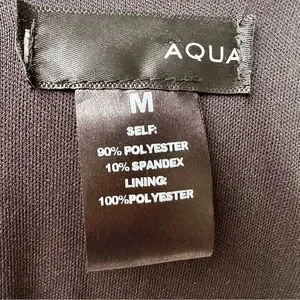 AQUA
M
SELF:
90% POLYESTER
10% SPANDEX
LINING:
100%POLYESTER